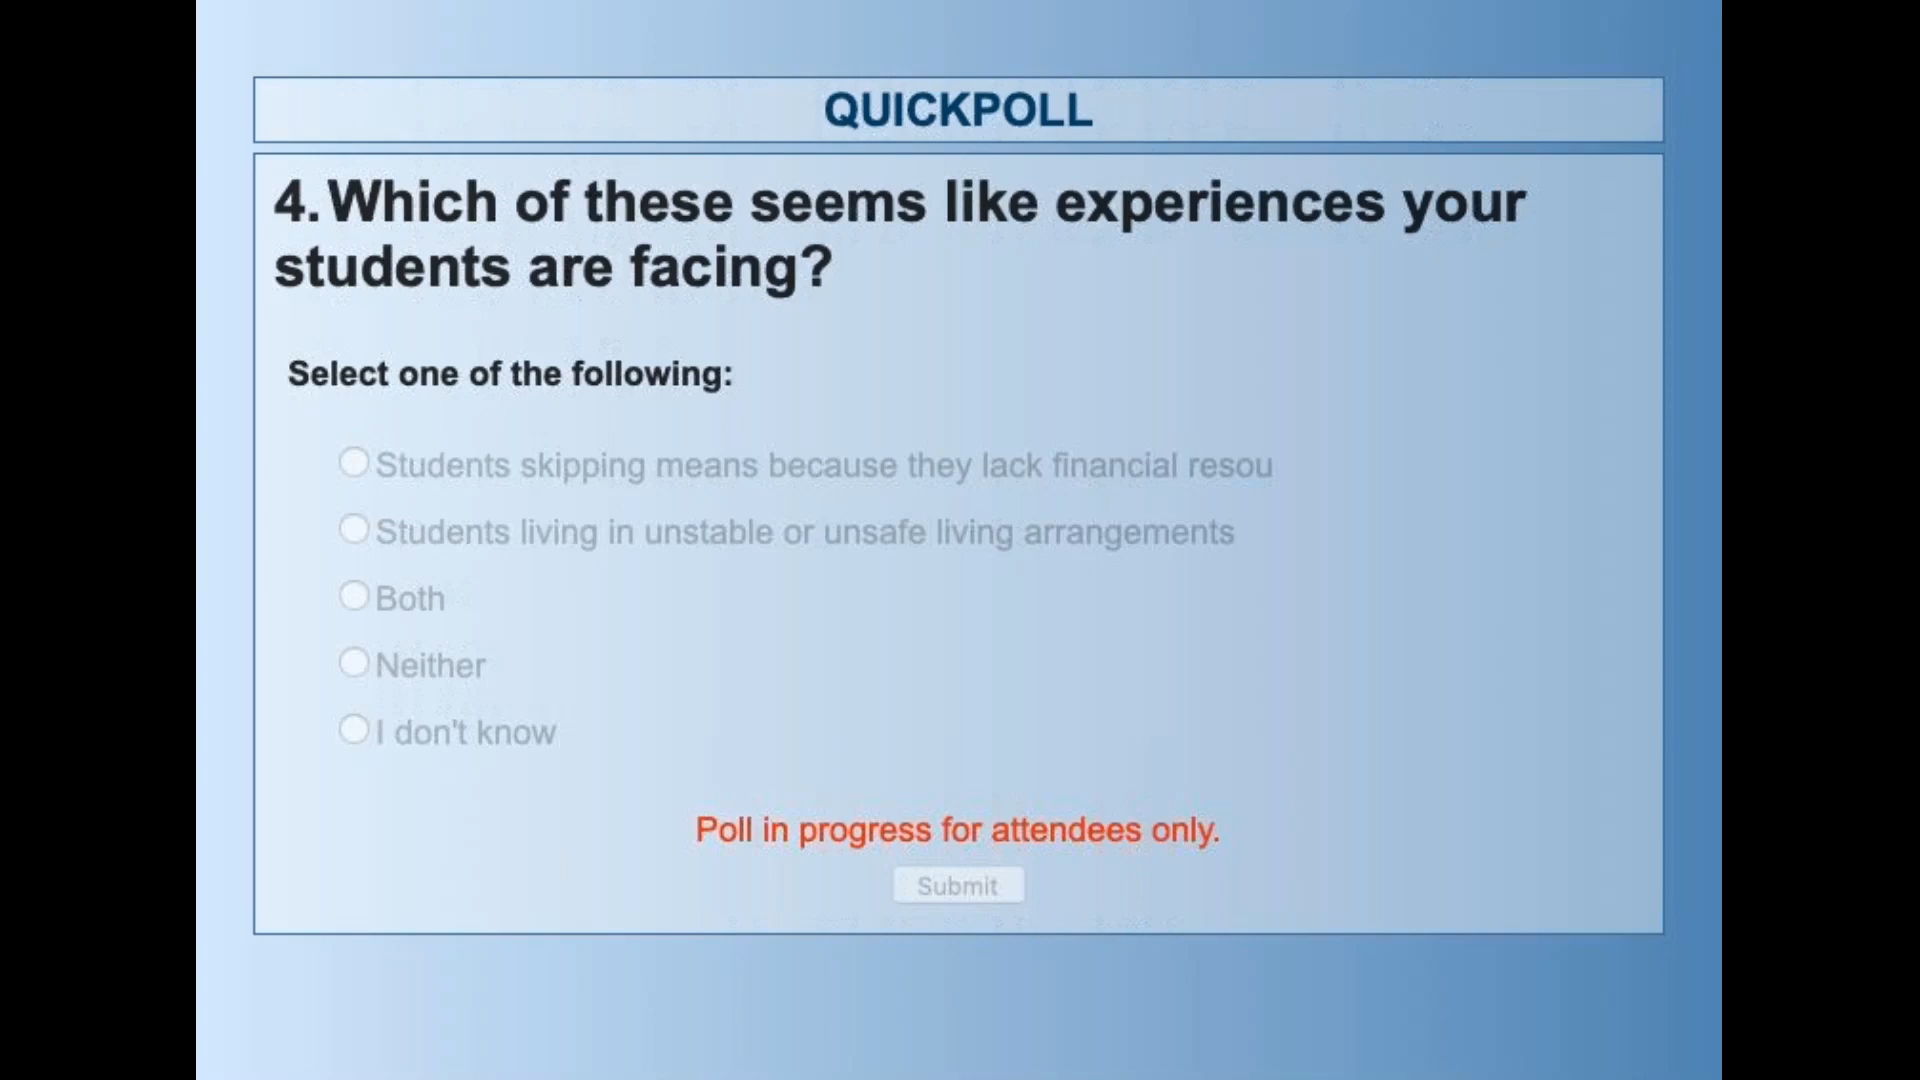 QUICKPOLL
4. Which of these seems like experiences your
students are facing?
Select one of the following:
Students skipping means because they lack financial resou
Students living in unstable or unsafe living arrangements
Both
Neither
I don't know
Poll in progress for attendees only.
Submit